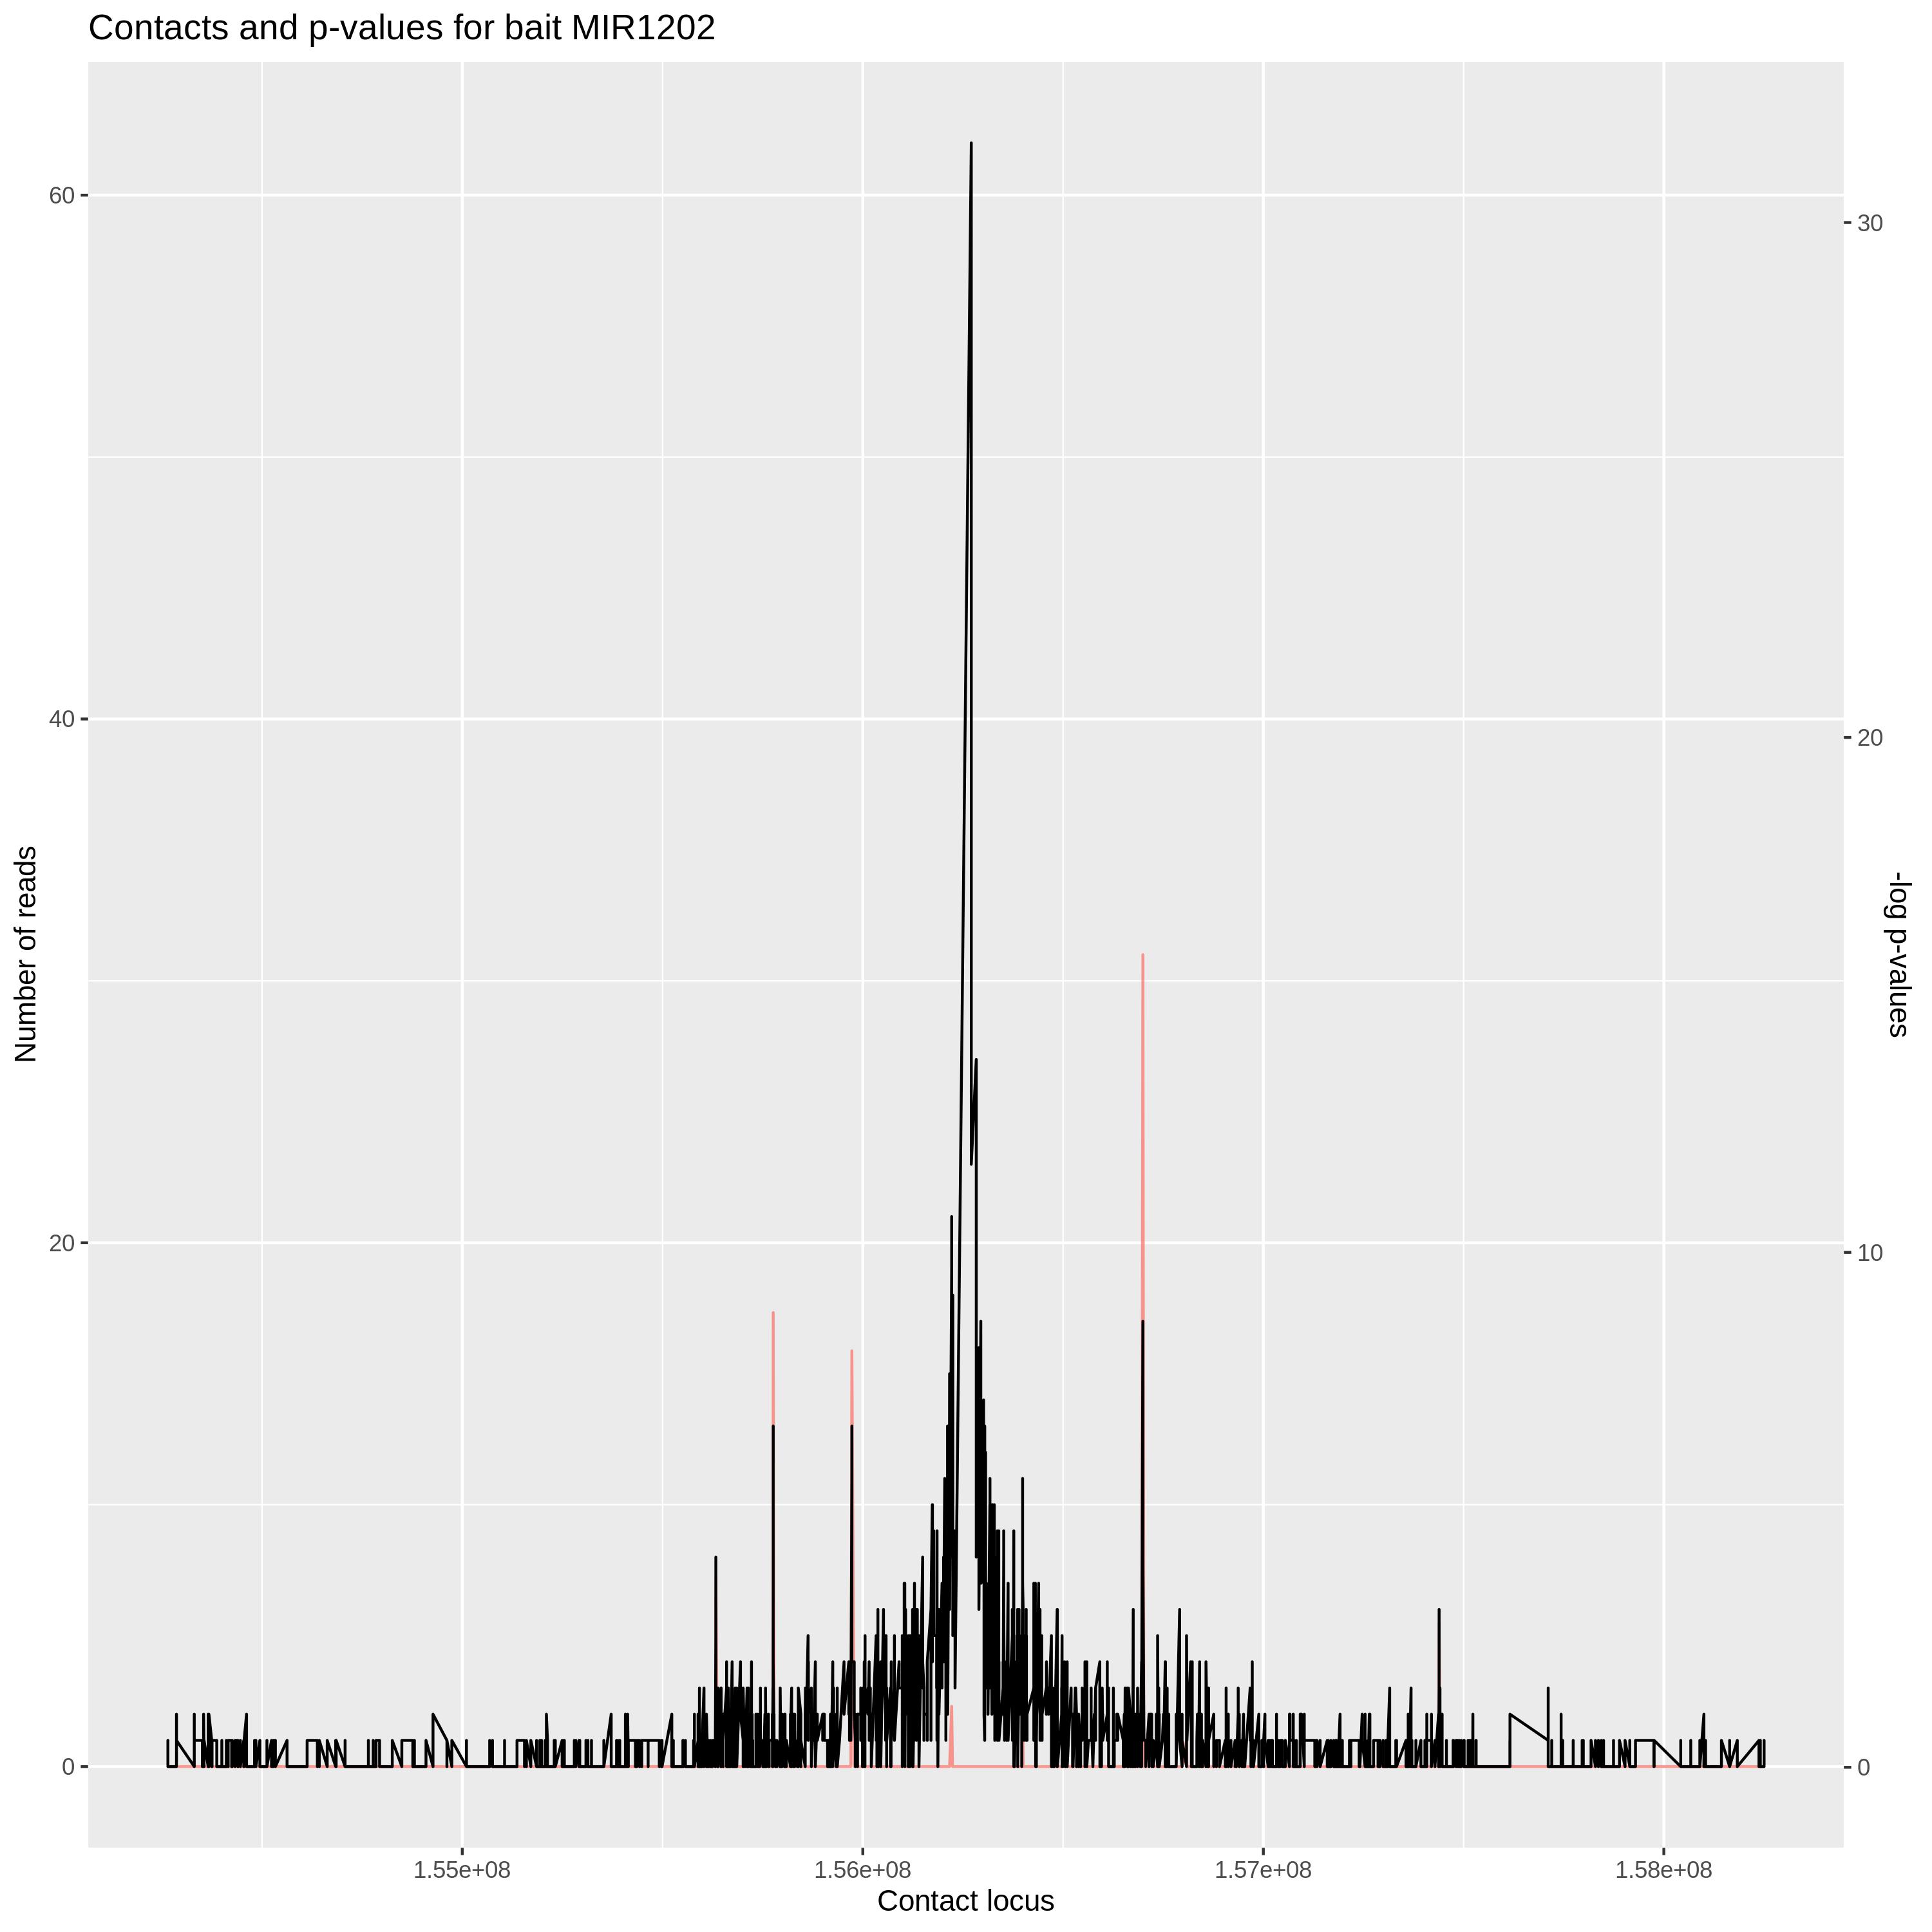 Contacts and p-values for bait MIR1202
60
40
20
0
Number of reads
30
20
10
0
-log p-values
1.55e+08
1.56e+08
1.57e+08
1.58e+08
Contact locus